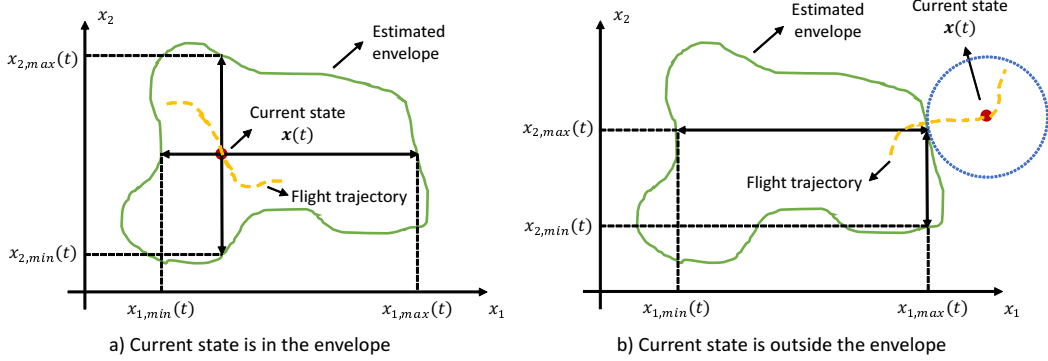 x₂
Estimated
envelope
x₂,max(t)
Current state
x(t)
Flight trajectory
x₂,min(t)
x₁,min(t)
x₁,max(t)
x₁
a) Current state is in the envelope
x₂
Estimated
envelope
Current state
x(t)
x₂,max(t)
Flight trajectory
x₂,min(t)
x₁,min(t)
x₁,max(t)
x₁
b) Current state is outside the envelope